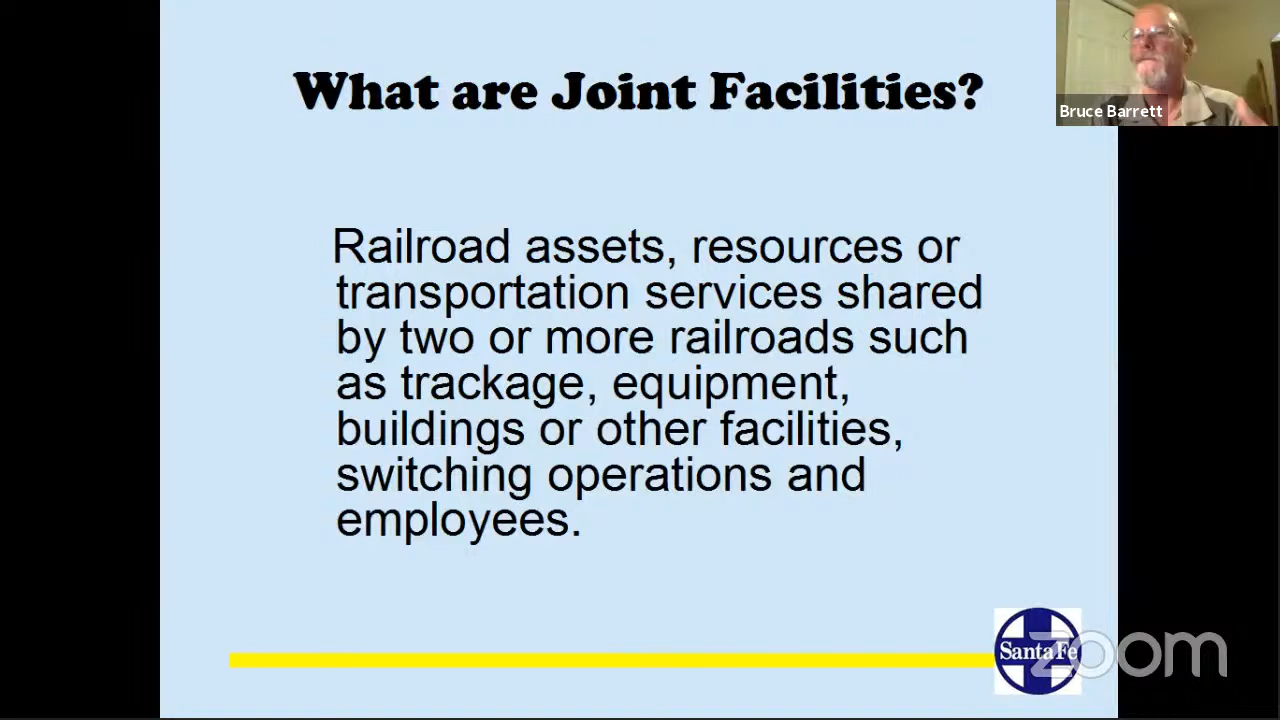 What are Joint Facilities?
Bruce Barrett
Railroad assets, resources or
transportation services shared
by two or more railroads such
as trackage, equipment,
buildings or other facilities,
switching operations and
employees.
Santa Fe
zoom